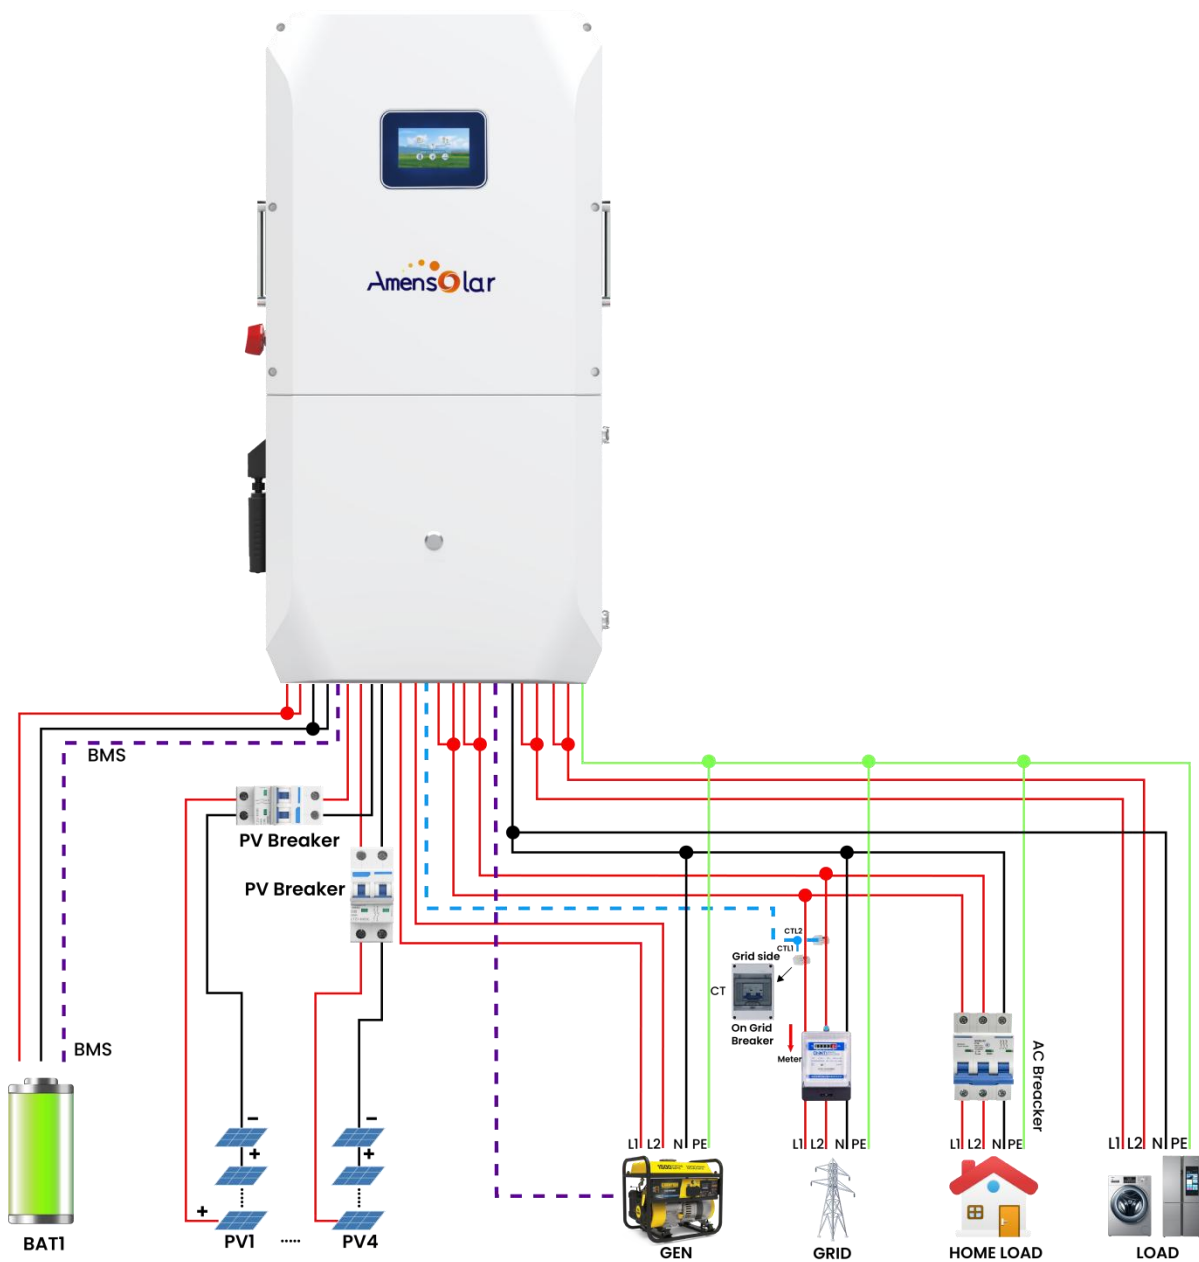 Amensolar
BMS
PV Breaker
PV Breaker
CTL2
CTL1
Grid side
CT
On Grid
Breaker
Meter
BMS
AC Breacker
−
+
+
−
+
L1 L2 N PE
L1 L2 N PE
L1 L2 N PE
L1 L2 N PE
BAT1
PV1
.....
PV4
GEN
GRID
HOME LOAD
LOAD